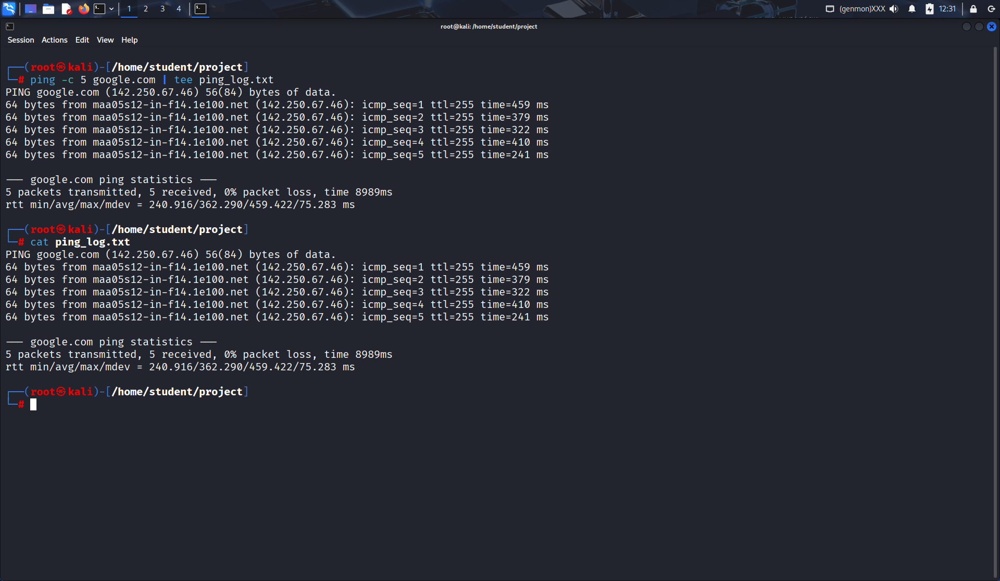 1 2 3 4 (genmon)XXX 12:31
root@kali: /home/student/project
Session Actions Edit View Help
┌──(root㉿kali)-[/home/student/project]
└─# ping -c 5 google.com | tee ping_log.txt
PING google.com (142.250.67.46) 56(84) bytes of data.
64 bytes from maa05s12-in-f14.1e100.net (142.250.67.46): icmp_seq=1 ttl=255 time=459 ms
64 bytes from maa05s12-in-f14.1e100.net (142.250.67.46): icmp_seq=2 ttl=255 time=379 ms
64 bytes from maa05s12-in-f14.1e100.net (142.250.67.46): icmp_seq=3 ttl=255 time=322 ms
64 bytes from maa05s12-in-f14.1e100.net (142.250.67.46): icmp_seq=4 ttl=255 time=410 ms
64 bytes from maa05s12-in-f14.1e100.net (142.250.67.46): icmp_seq=5 ttl=255 time=241 ms
--- google.com ping statistics ---
5 packets transmitted, 5 received, 0% packet loss, time 8989ms
rtt min/avg/max/mdev = 240.916/362.290/459.422/75.283 ms
┌──(root㉿kali)-[/home/student/project]
└─# cat ping_log.txt
PING google.com (142.250.67.46) 56(84) bytes of data.
64 bytes from maa05s12-in-f14.1e100.net (142.250.67.46): icmp_seq=1 ttl=255 time=459 ms
64 bytes from maa05s12-in-f14.1e100.net (142.250.67.46): icmp_seq=2 ttl=255 time=379 ms
64 bytes from maa05s12-in-f14.1e100.net (142.250.67.46): icmp_seq=3 ttl=255 time=322 ms
64 bytes from maa05s12-in-f14.1e100.net (142.250.67.46): icmp_seq=4 ttl=255 time=410 ms
64 bytes from maa05s12-in-f14.1e100.net (142.250.67.46): icmp_seq=5 ttl=255 time=241 ms
--- google.com ping statistics ---
5 packets transmitted, 5 received, 0% packet loss, time 8989ms
rtt min/avg/max/mdev = 240.916/362.290/459.422/75.283 ms
┌──(root㉿kali)-[/home/student/project]
└─#